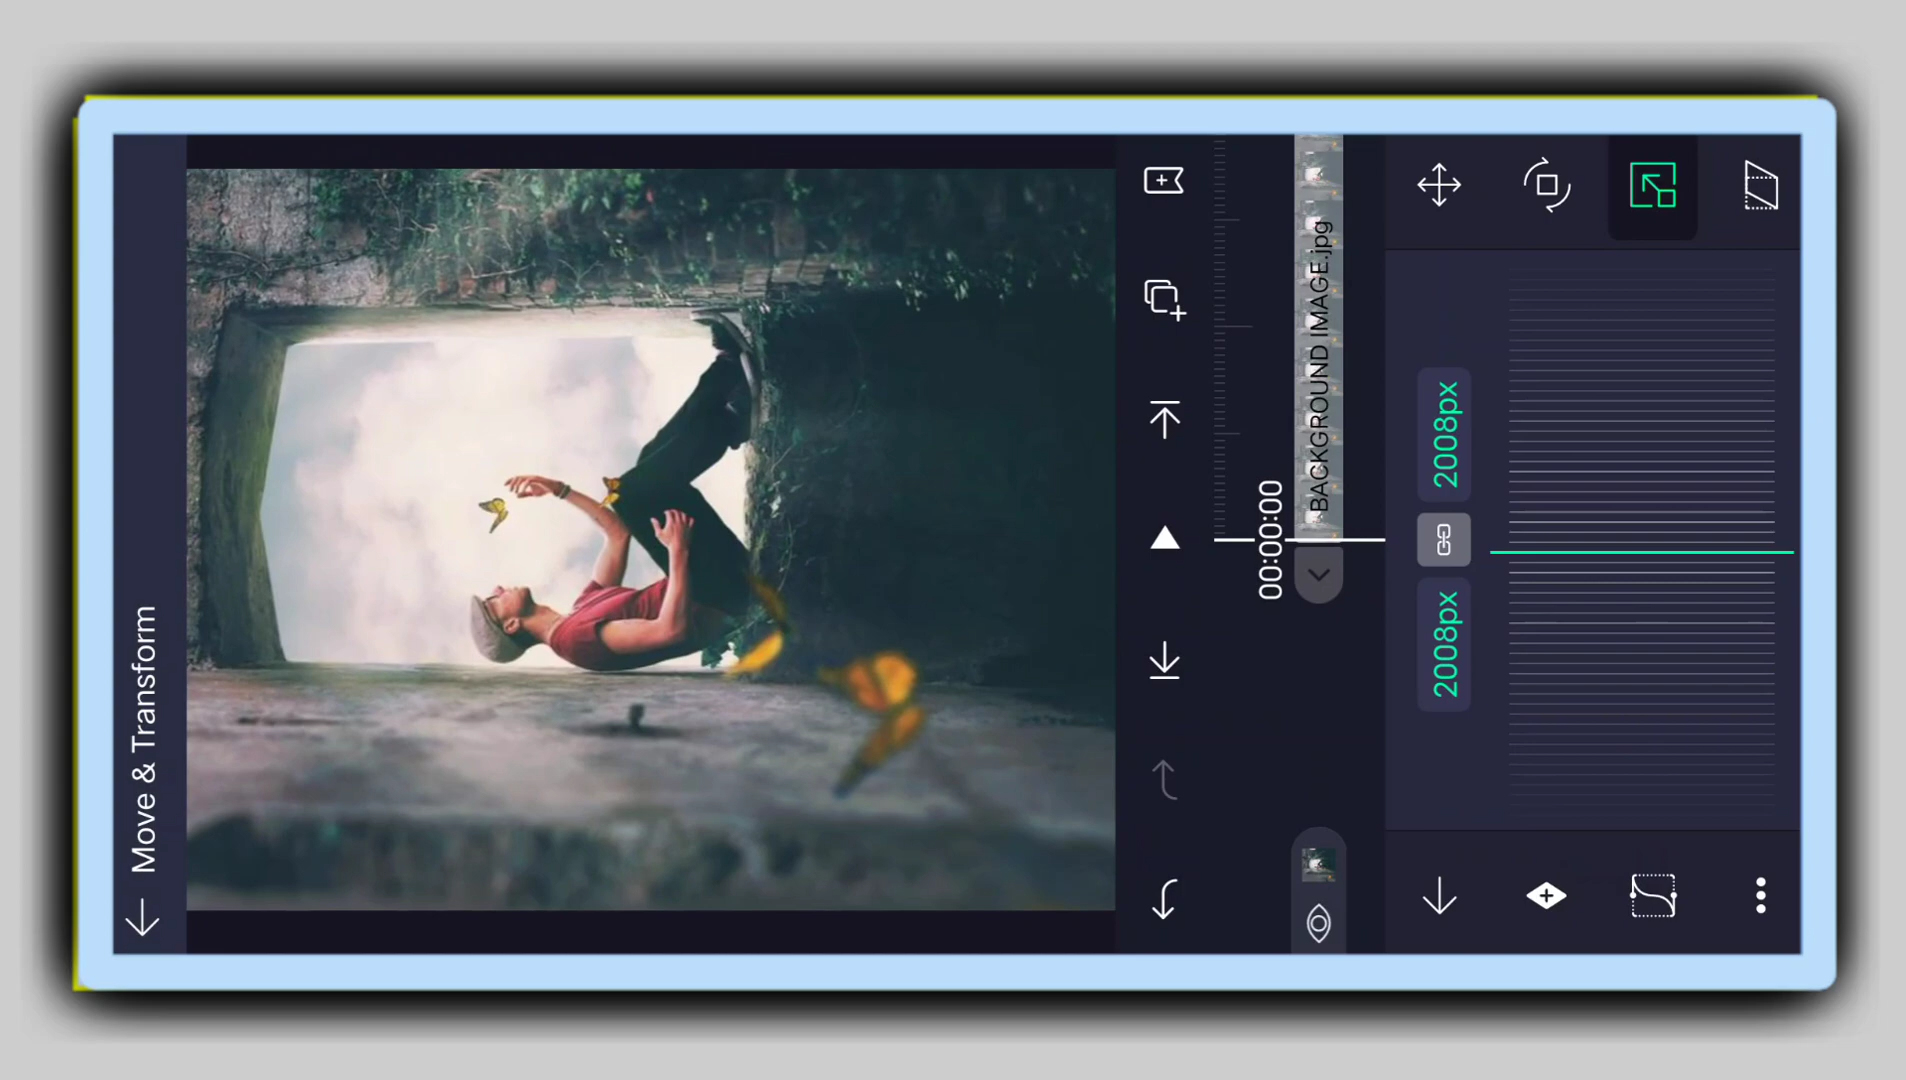 Move & Transform
00:00:00
BACKGROUND IMAGE.jpg
2008px
2008px